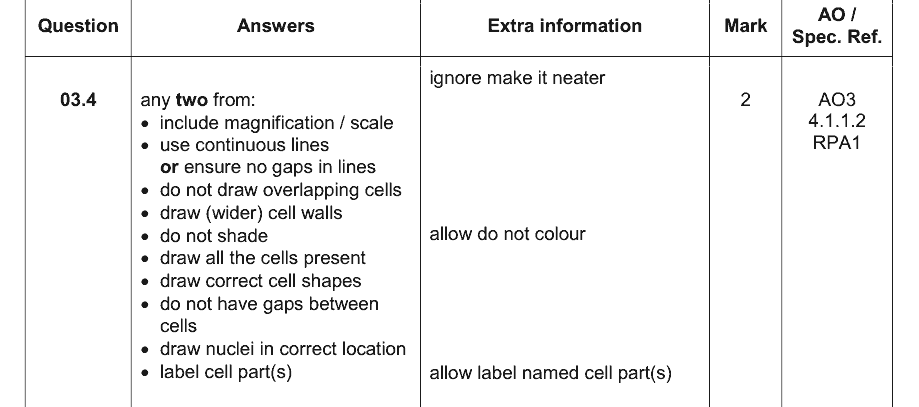 Question Answers Extra information Mark AO /
Spec. Ref.
ignore make it neater
03.4 any two from: 2 AO3
• include magnification / scale 4.1.1.2
• use continuous lines RPA1
or ensure no gaps in lines
• do not draw overlapping cells
• draw (wider) cell walls
• do not shade allow do not colour
• draw all the cells present
• draw correct cell shapes
• do not have gaps between
cells
• draw nuclei in correct location
• label cell part(s) allow label named cell part(s)